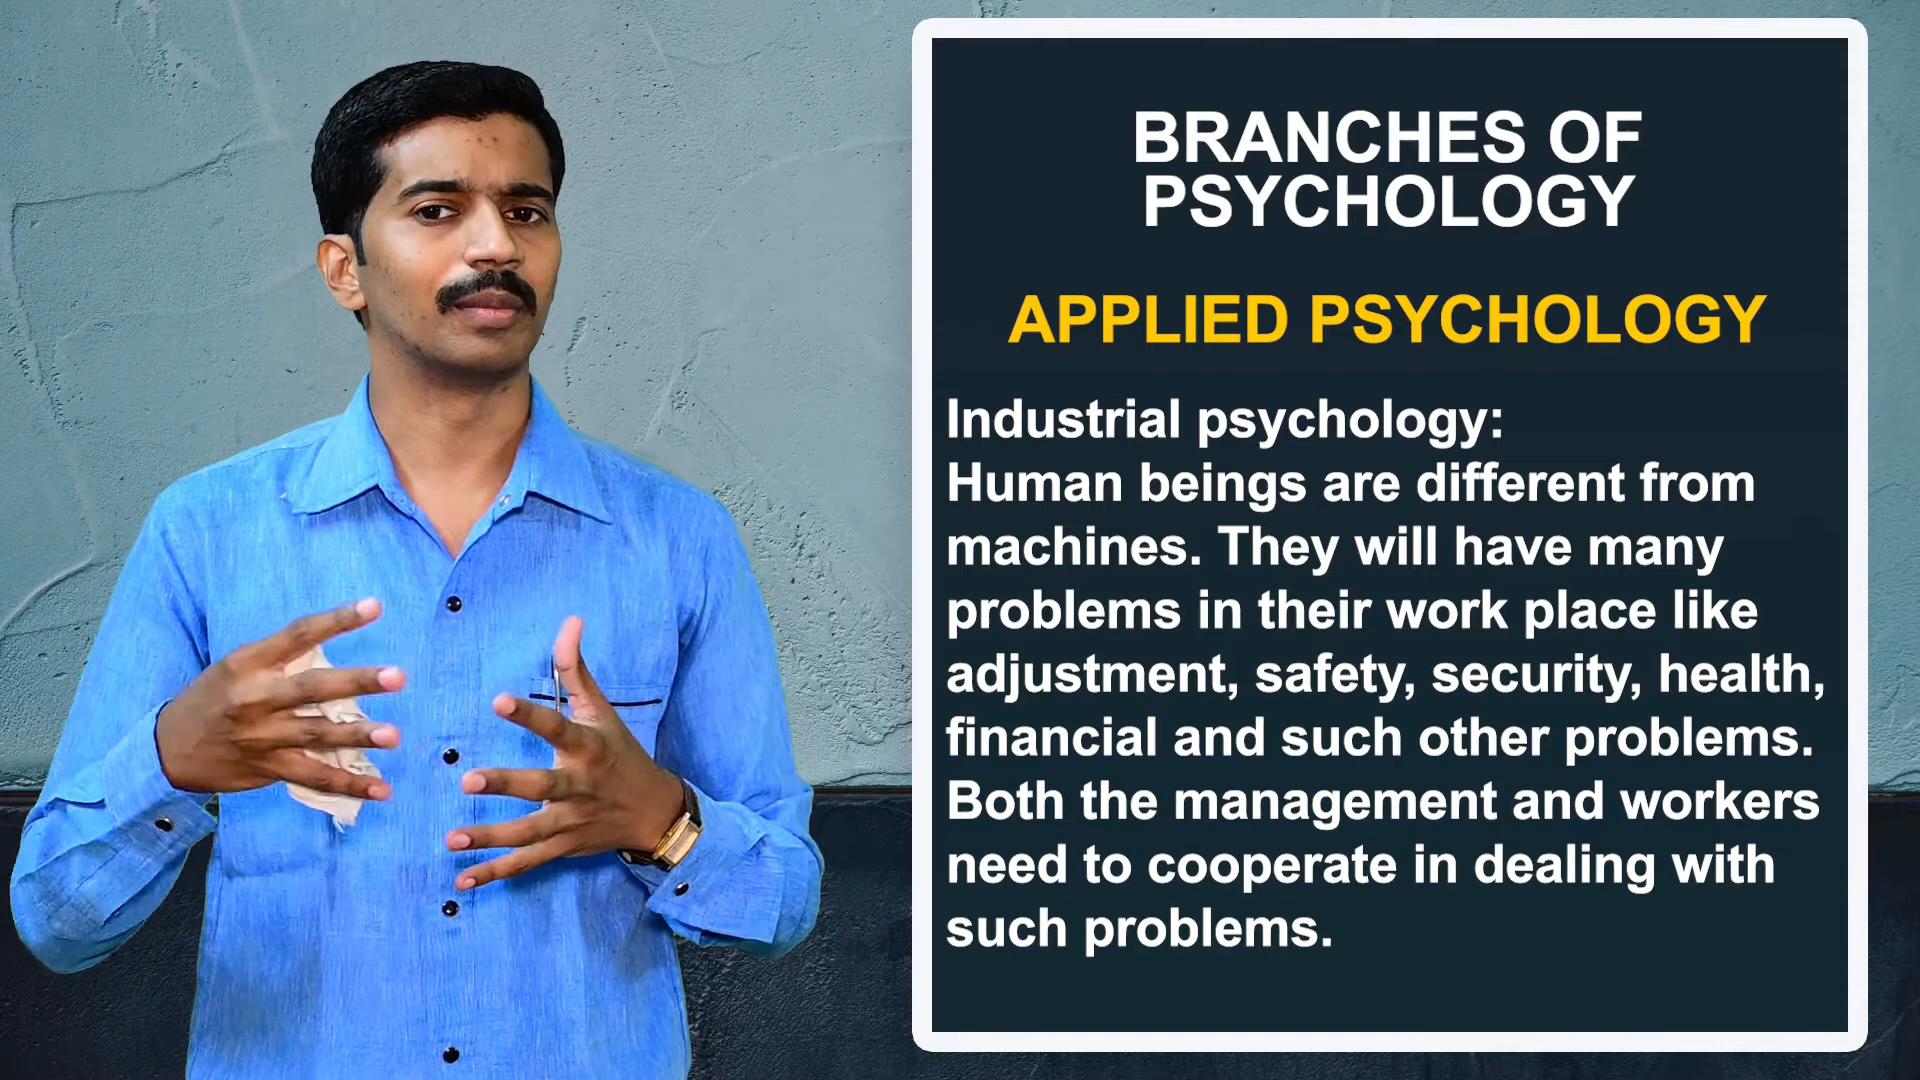 BRANCHES OF
PSYCHOLOGY
APPLIED PSYCHOLOGY
Industrial psychology:
Human beings are different from
machines. They will have many
problems in their work place like
adjustment, safety, security, health,
financial and such other problems.
Both the management and workers
need to cooperate in dealing with
such problems.